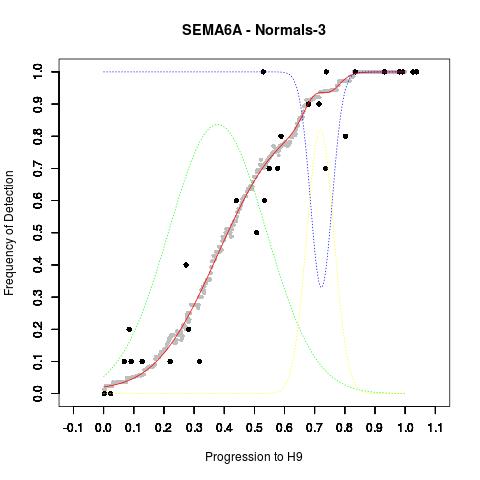 SEMA6A - Normals-3
Frequency of Detection
1.0
0.9
0.8
0.7
0.6
0.5
0.4
0.3
0.2
0.1
0.0
-0.1 0.0 0.1 0.2 0.3 0.4 0.5 0.6 0.7 0.8 0.9 1.0 1.1
Progression to H9